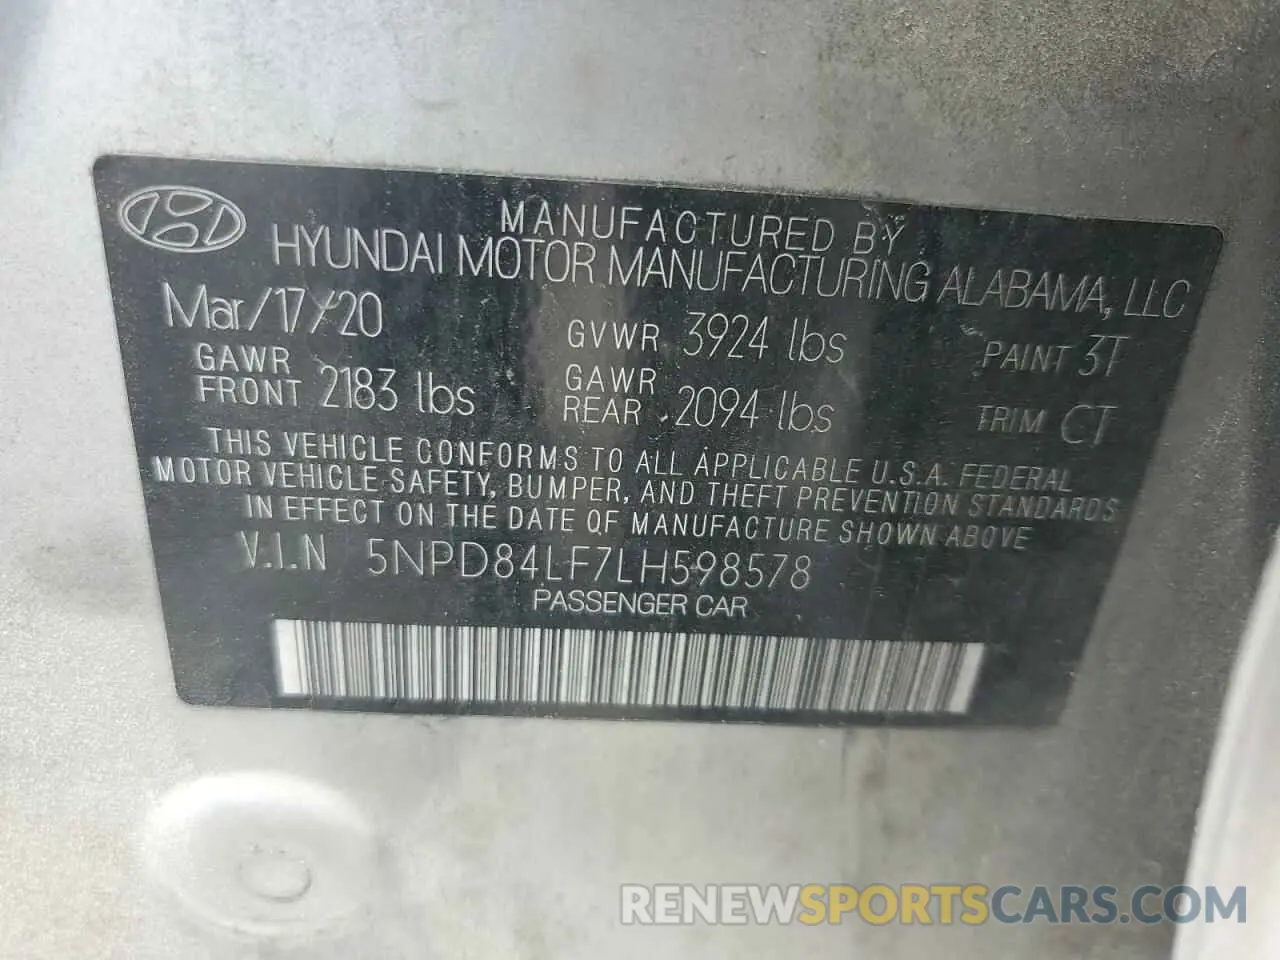 MANUFACTURED BY
HYUNDAI MOTOR MANUFACTURING ALABAMA, LLC
Mar/17/20 GVWR 3924 lbs PAINT 3T
GAWR FRONT 2183 lbs GAWR REAR 2094 lbs TRIM CT
THIS VEHICLE CONFORMS TO ALL APPLICABLE U.S.A. FEDERAL
MOTOR VEHICLE SAFETY, BUMPER, AND THEFT PREVENTION STANDARDS
IN EFFECT ON THE DATE OF MANUFACTURE SHOWN ABOVE
V.I.N 5NPD84LF7LH598578
PASSENGER CAR
RENEWSPORTSCARS.COM